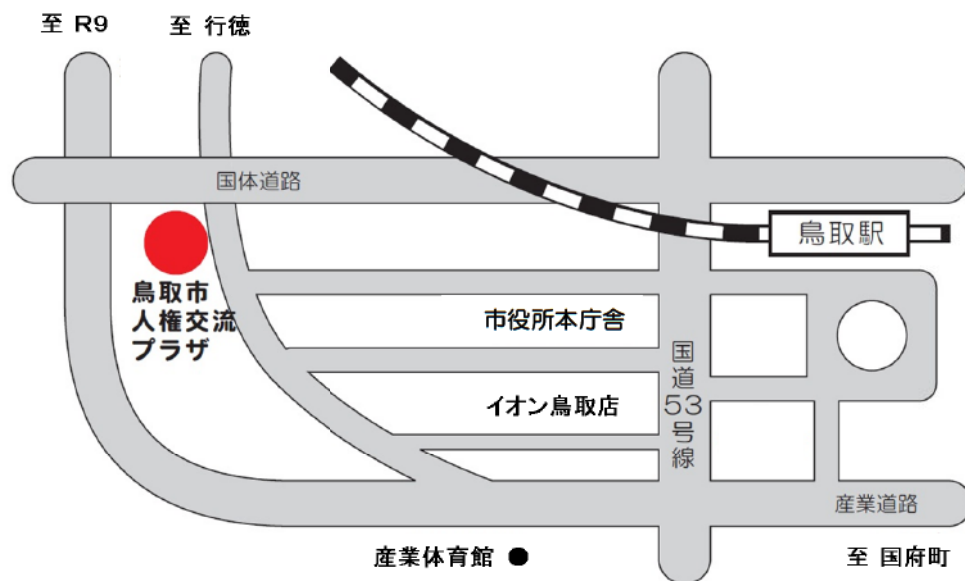 至 R9
至 行徳
国体道路
鳥取駅
鳥取市
人権交流
プラザ
市役所本庁舎
国道53号線
イオン鳥取店
産業道路
産業体育館
至 国府町